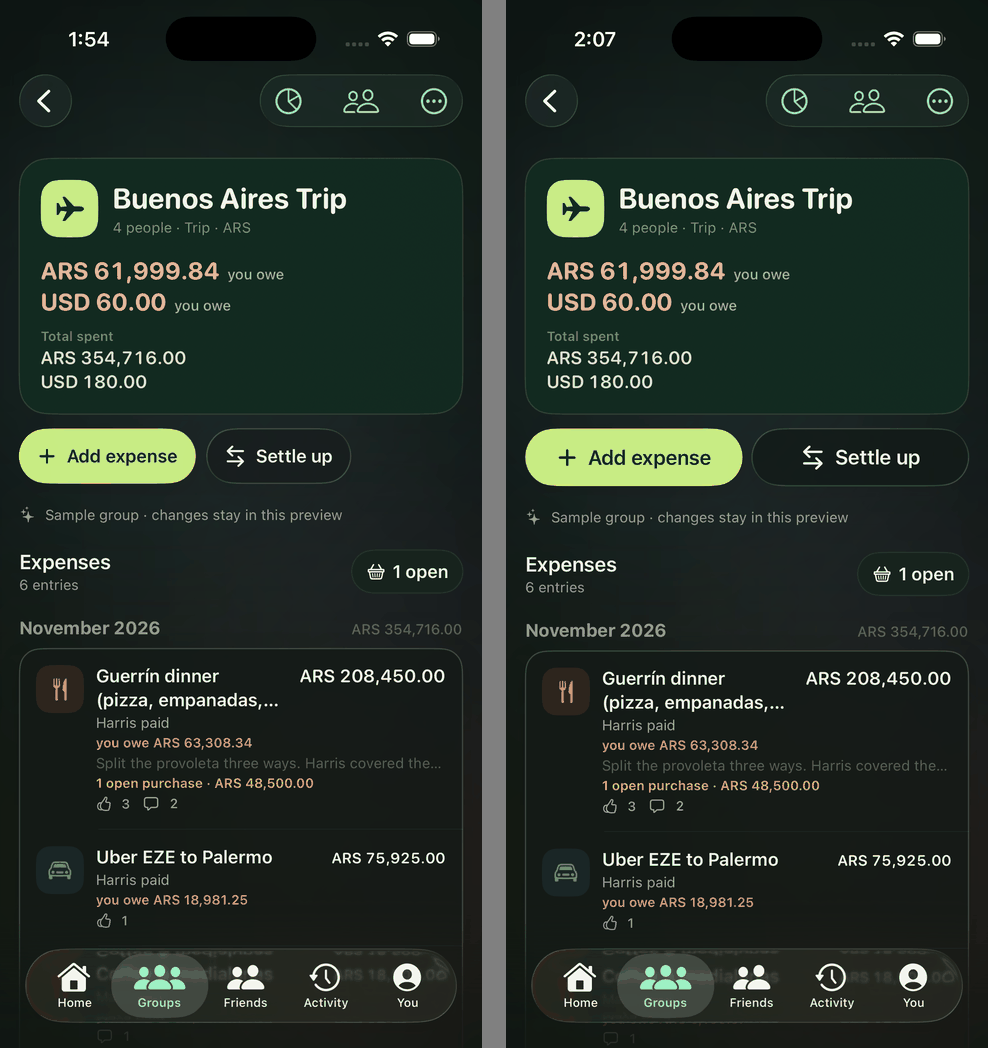 1:54
Buenos Aires Trip
4 people · Trip · ARS
ARS 61,999.84 you owe
USD 60.00 you owe
Total spent
ARS 354,716.00
USD 180.00
+ Add expense
Settle up
Sample group · changes stay in this preview
Expenses
6 entries
1 open
November 2026
ARS 354,716.00
Guerrín dinner
(pizza, empanadas,...
ARS 208,450.00
Harris paid
you owe ARS 63,308.34
Split the provoleta three ways. Harris covered the...
1 open purchase · ARS 48,500.00
3
2
Uber EZE to Palermo
ARS 75,925.00
Harris paid
you owe ARS 18,981.25
1
Home
Groups
Friends
Activity
You
1
2:07
Buenos Aires Trip
4 people · Trip · ARS
ARS 61,999.84 you owe
USD 60.00 you owe
Total spent
ARS 354,716.00
USD 180.00
+ Add expense
Settle up
Sample group · changes stay in this preview
Expenses
6 entries
1 open
November 2026
ARS 354,716.00
Guerrín dinner
(pizza, empanadas,...
ARS 208,450.00
Harris paid
you owe ARS 63,308.34
Split the provoleta three ways. Harris covered the...
1 open purchase · ARS 48,500.00
3
2
Uber EZE to Palermo
ARS 75,925.00
Harris paid
you owe ARS 18,981.25
1
Home
Groups
Friends
Activity
You
1